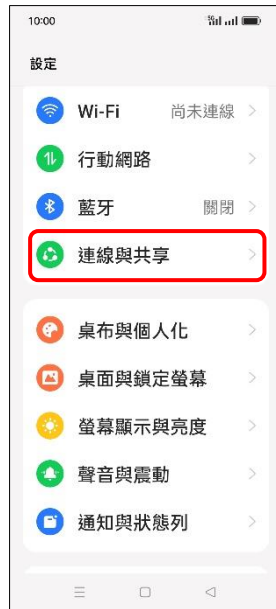 10:00
5G
設定
Wi-Fi 尚未連線
行動網路
藍牙 關閉
連線與共享
桌布與個人化
桌面與鎖定螢幕
螢幕顯示與亮度
聲音與震動
通知與狀態列